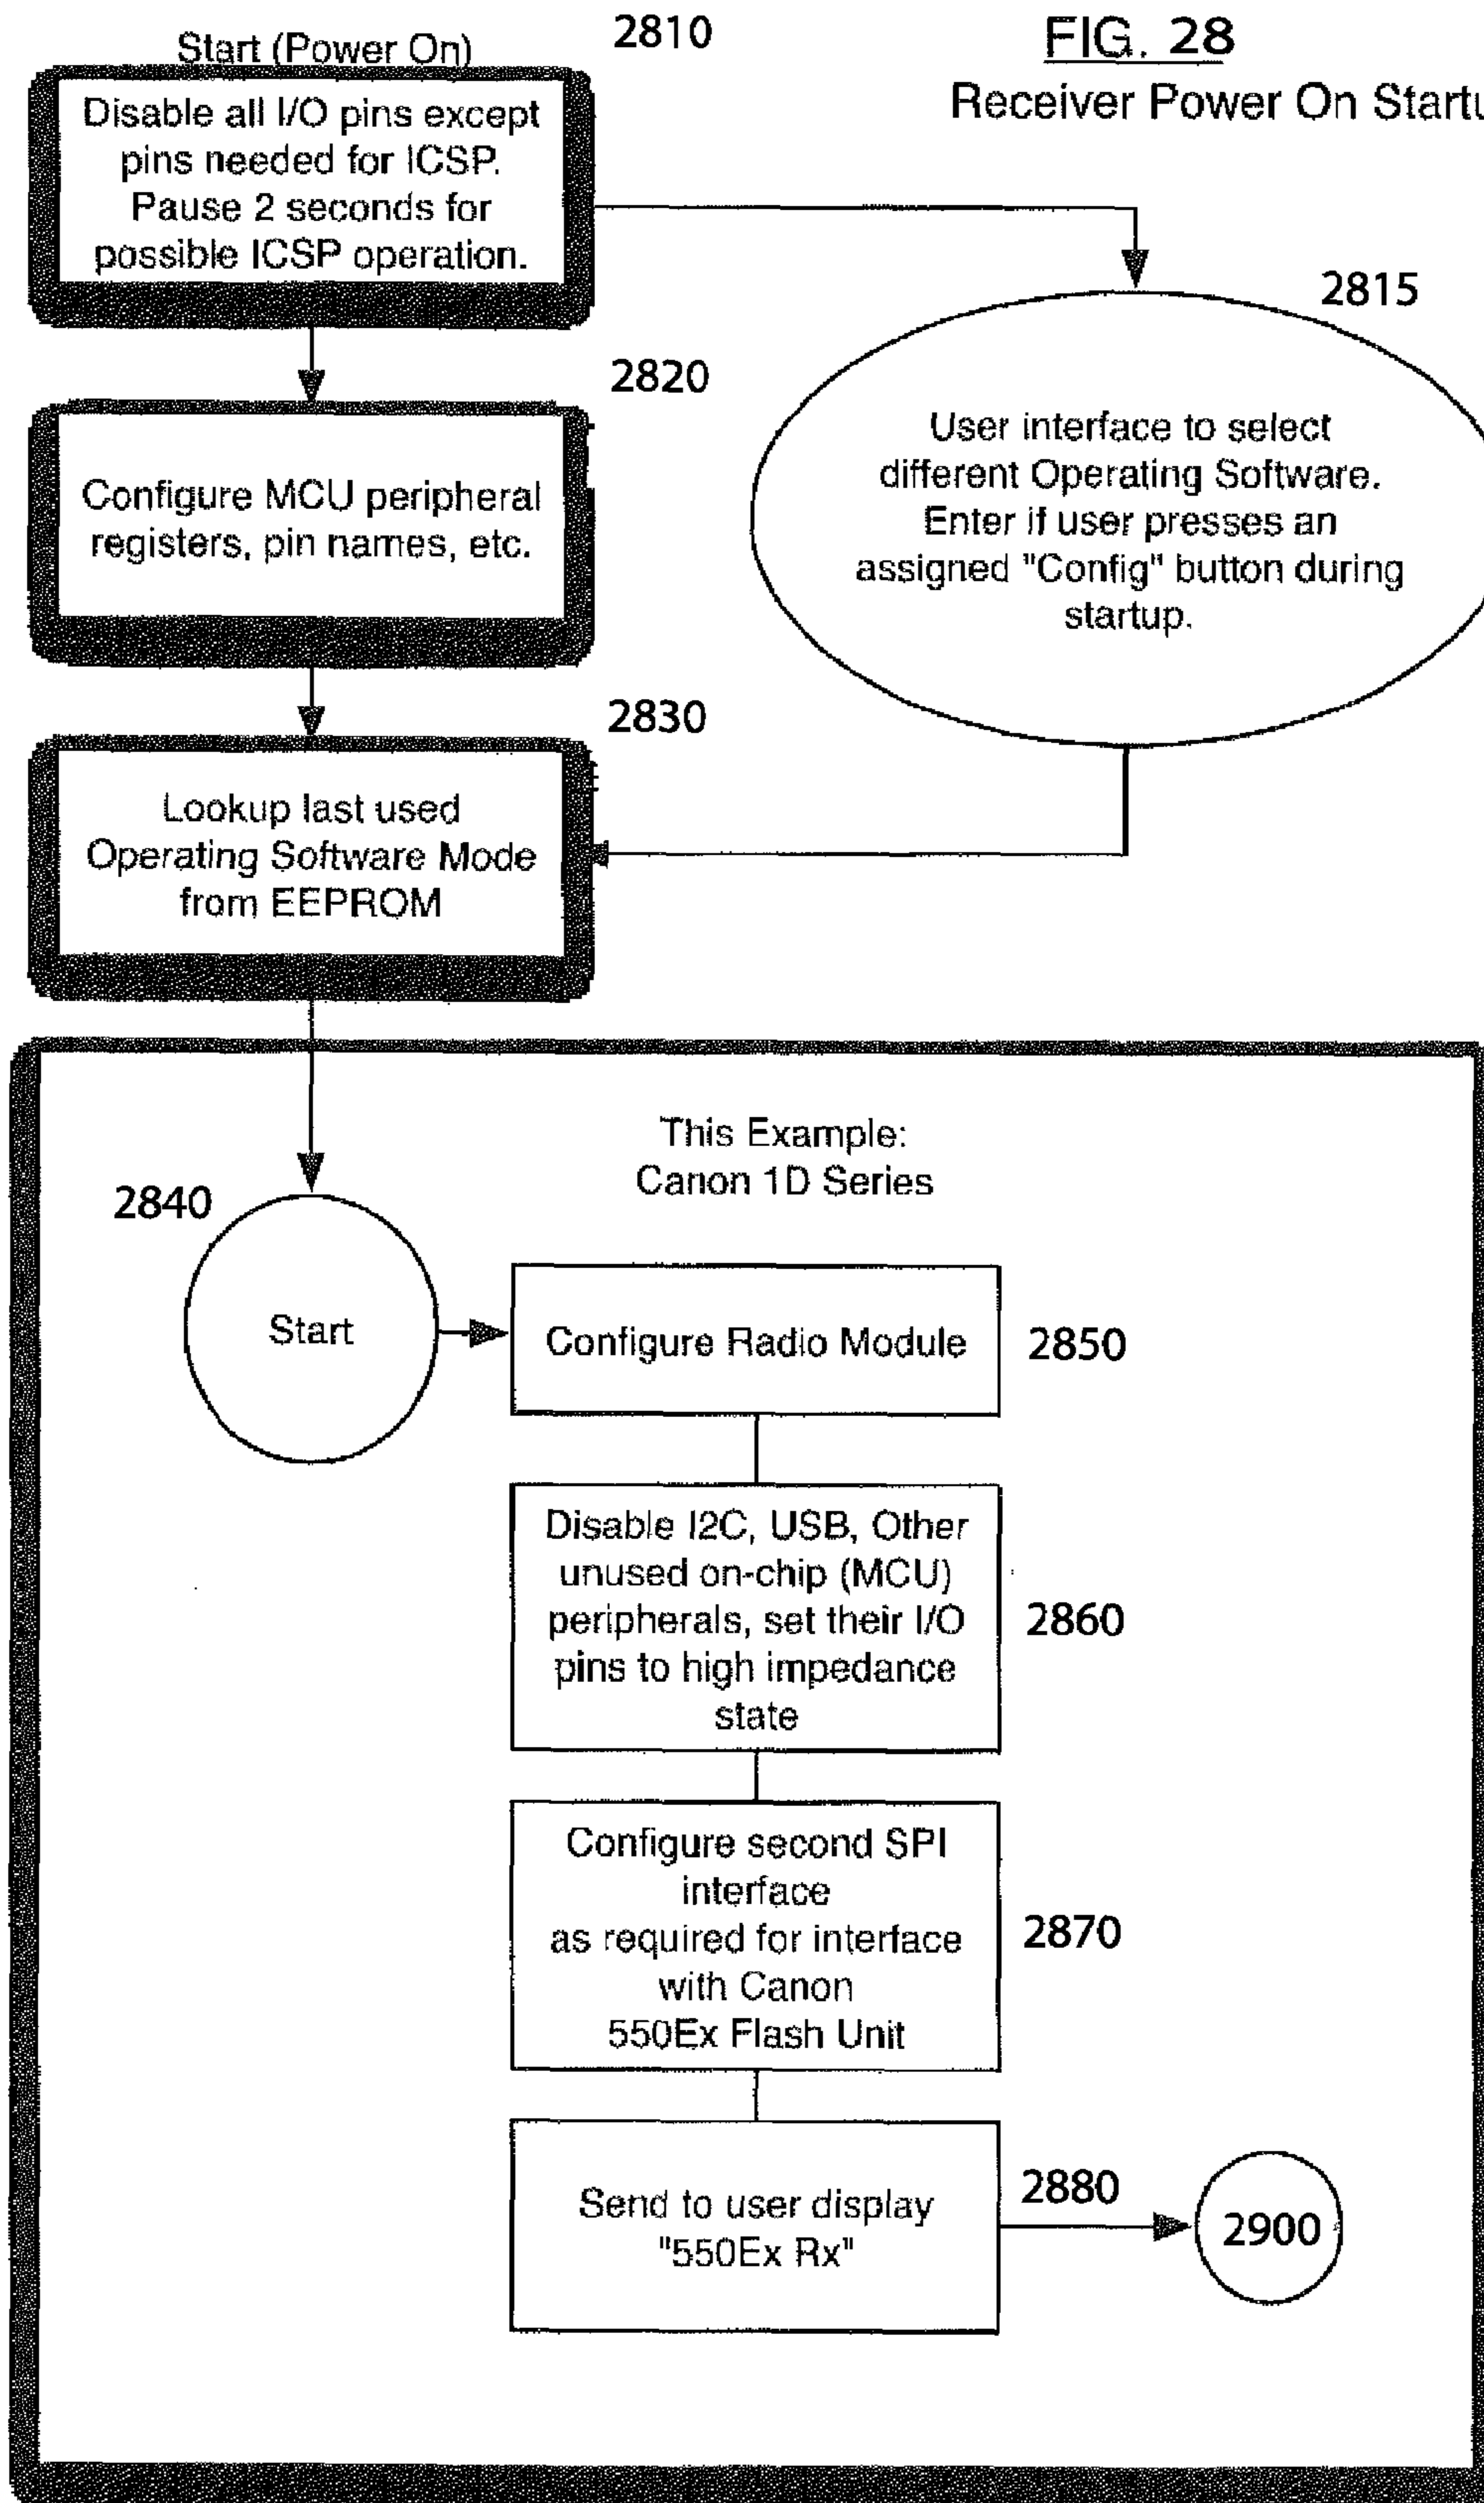 Start (Power On)
2810
FIG. 28
Receiver Power On Startu
Disable all I/O pins except
pins needed for ICSP.
Pause 2 seconds for
possible ICSP operation.
2815
User interface to select
different Operating Software.
Enter if user presses an
assigned "Config" button during
startup.
2820
Configure MCU peripheral
registers, pin names, etc.
2830
Lookup last used
Operating Software Mode
from EEPROM
This Example:
Canon 1D Series
2840
Start
Configure Radio Module
2850
Disable I2C, USB, Other
unused on-chip (MCU)
peripherals, set their I/O
pins to high impedance
state
2860
Configure second SPI
interface
as required for interface
with Canon
550Ex Flash Unit
2870
Send to user display
"550Ex Rx"
2880
2900